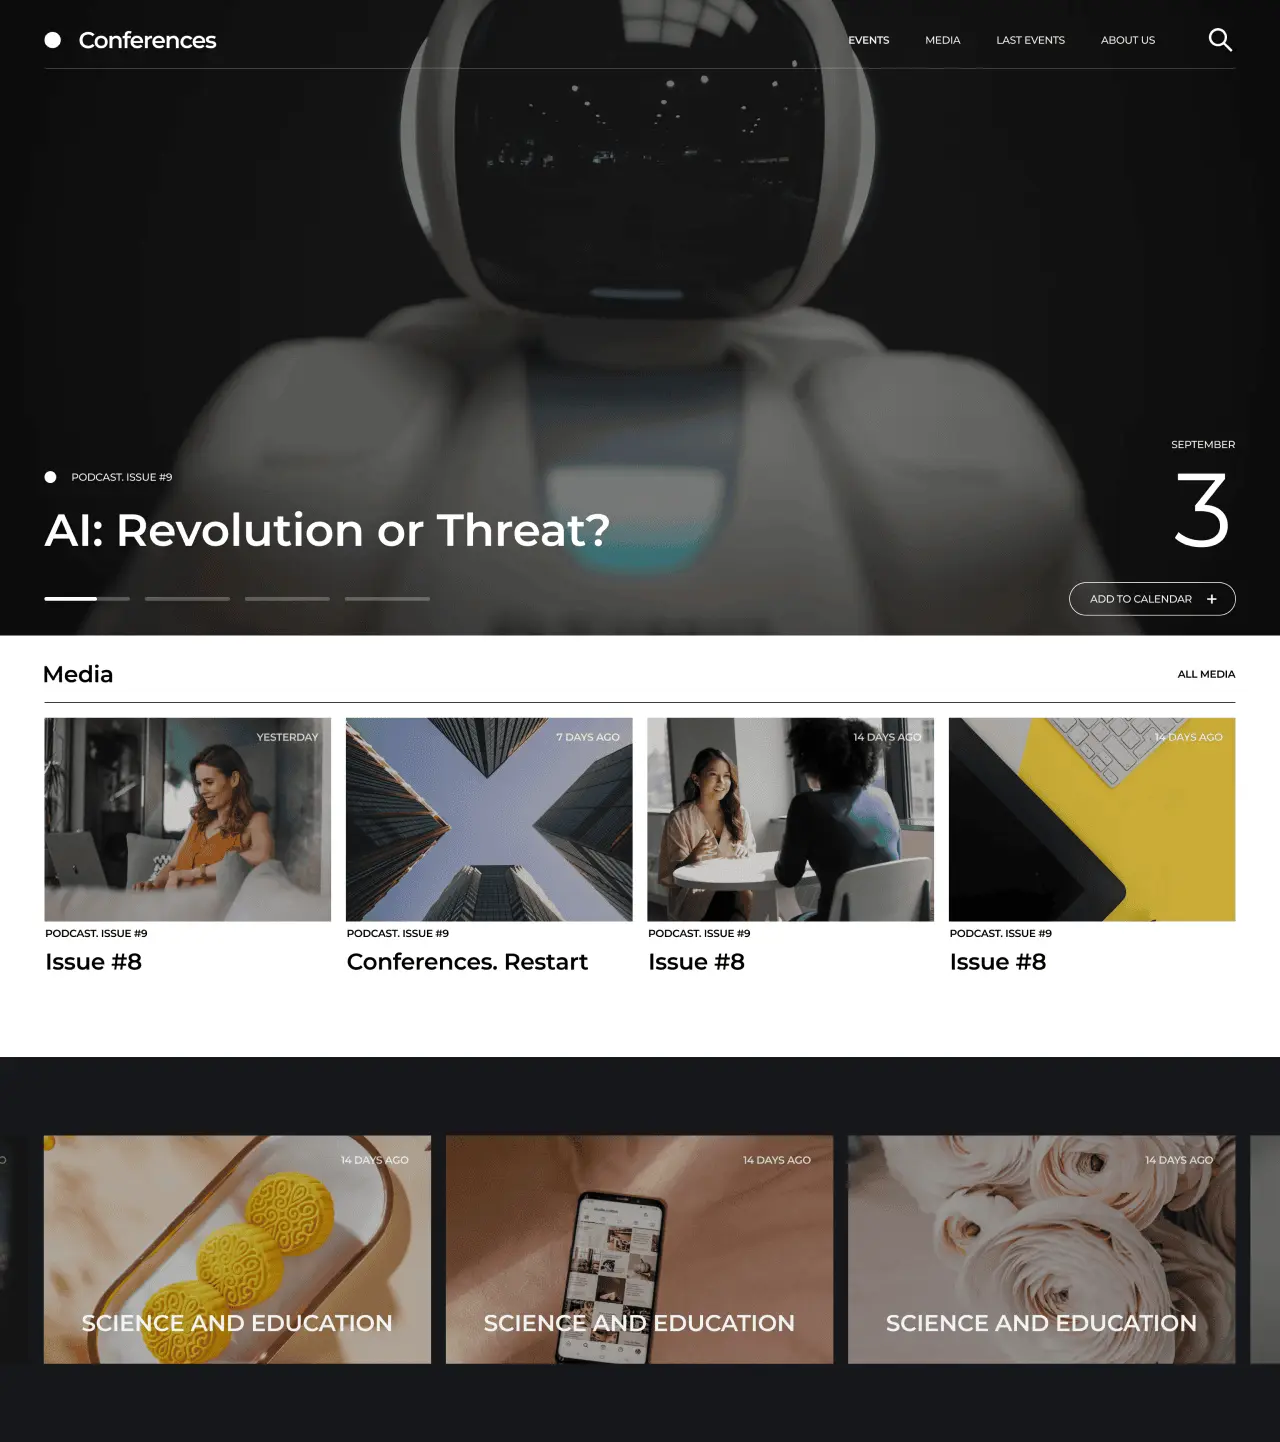 Conferences
EVENTS
MEDIA
LAST EVENTS
ABOUT US
PODCAST. ISSUE #9
AI: Revolution or Threat?
SEPTEMBER
3
ADD TO CALENDAR +
Media
ALL MEDIA
YESTERDAY
PODCAST. ISSUE #9
Issue #8
7 DAYS AGO
PODCAST. ISSUE #9
Conferences. Restart
14 DAYS AGO
PODCAST. ISSUE #9
Issue #8
14 DAYS AGO
PODCAST. ISSUE #9
Issue #8
14 DAYS AGO
SCIENCE AND EDUCATION
14 DAYS AGO
SCIENCE AND EDUCATION
14 DAYS AGO
SCIENCE AND EDUCATION